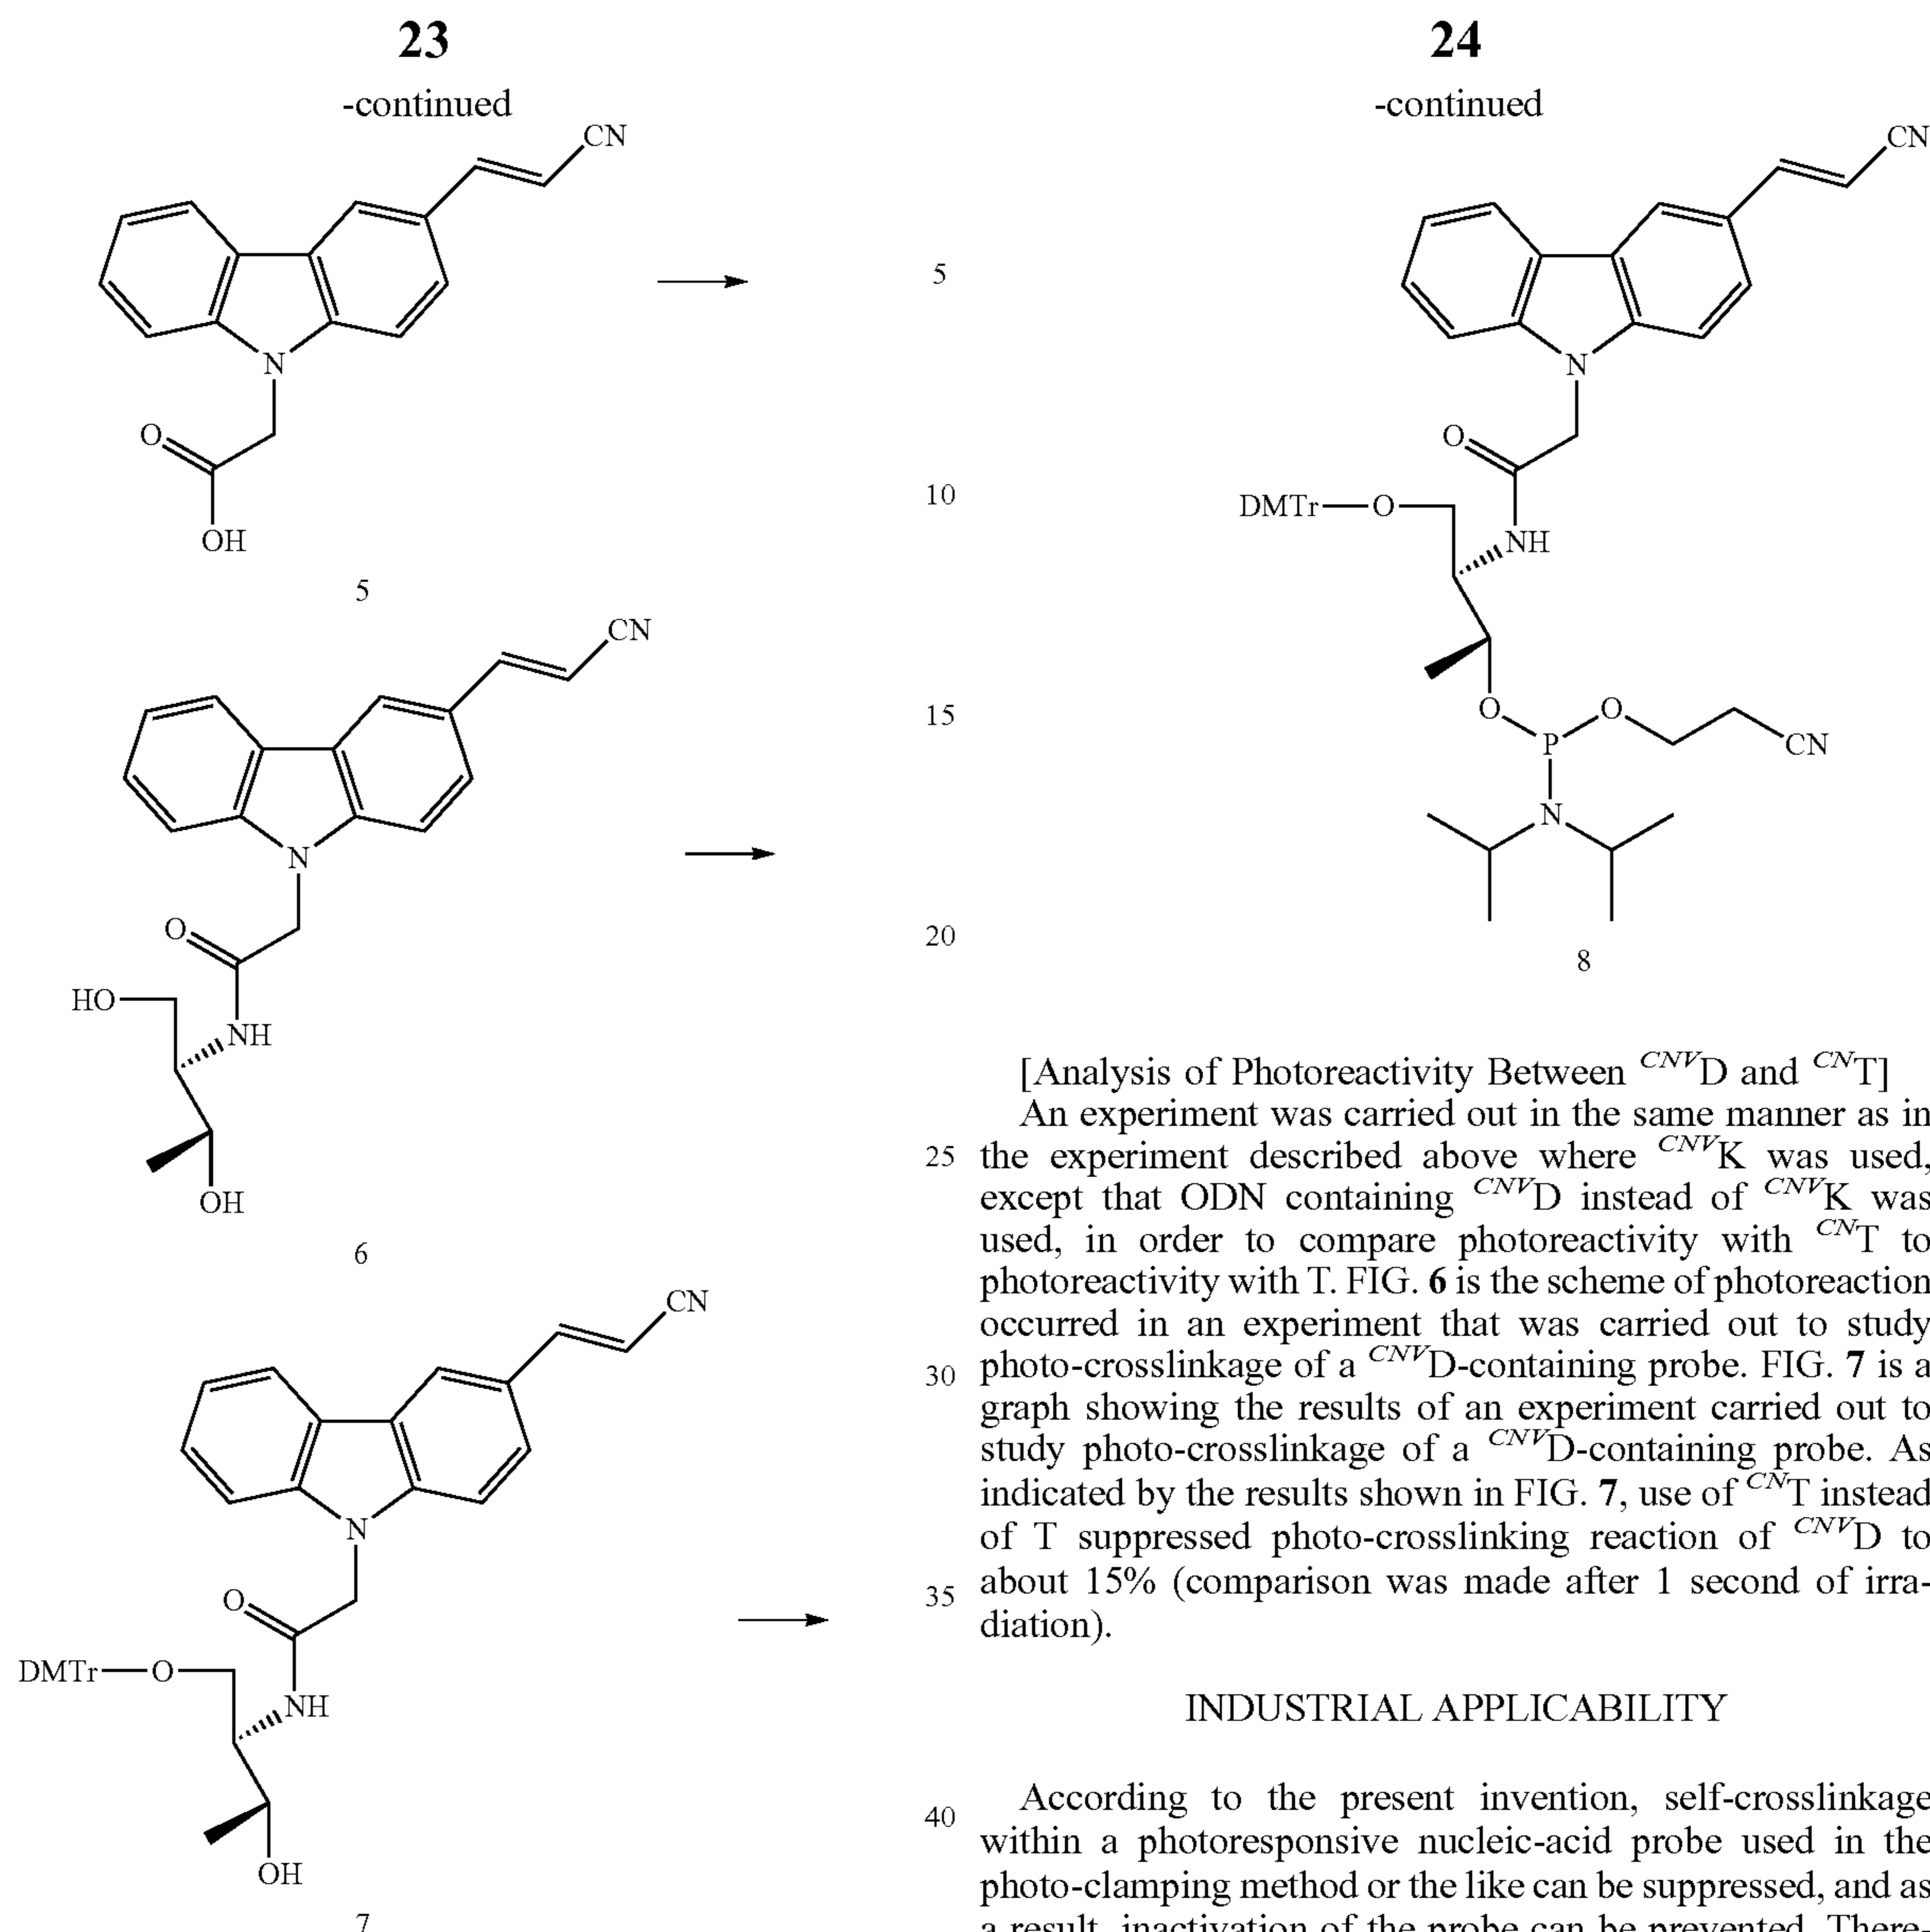 23
-continued
CN
N
O
OH
5
CN
N
O
HO
NH
OH
6
CN
N
O
DMTr—O
NH
OH
7
5
10
15
20
25
30
35
40
24
-continued
CN
N
O
DMTr—O
NH
O
O
P
CN
N
8
[Analysis of Photoreactivity Between CNVD and CNT]
An experiment was carried out in the same manner as in
the experiment described above where CNVK was used,
except that ODN containing CNVD instead of CNVK was
used, in order to compare photoreactivity with CNT to
photoreactivity with T. FIG. 6 is the scheme of photoreaction
occurred in an experiment that was carried out to study
photo-crosslinkage of a CNVD-containing probe. FIG. 7 is a
graph showing the results of an experiment carried out to
study photo-crosslinkage of a CNVD-containing probe. As
indicated by the results shown in FIG. 7, use of CNT instead
of T suppressed photo-crosslinking reaction of CNVD to
about 15% (comparison was made after 1 second of irra-
diation).
INDUSTRIAL APPLICABILITY
According to the present invention, self-crosslinkage
within a photoresponsive nucleic-acid probe used in the
photo-clamping method or the like can be suppressed, and as
a result, inactivation of the probe can be prevented. There-